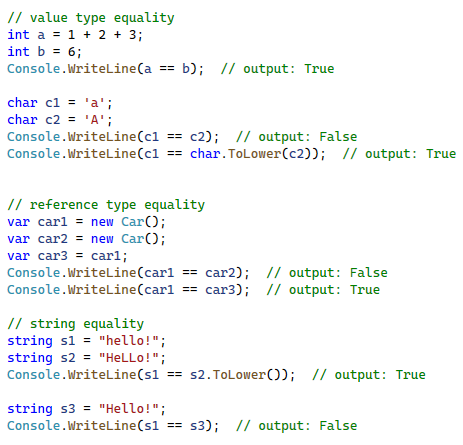 // value type equality
int a = 1 + 2 + 3;
int b = 6;
Console.WriteLine(a == b);  // output: True
char c1 = 'a';
char c2 = 'A';
Console.WriteLine(c1 == c2);  // output: False
Console.WriteLine(c1 == char.ToLower(c2));  // output: True
// reference type equality
var car1 = new Car();
var car2 = new Car();
var car3 = car1;
Console.WriteLine(car1 == car2);  // output: False
Console.WriteLine(car1 == car3);  // output: True
// string equality
string s1 = "hello!";
string s2 = "HeLLo!";
Console.WriteLine(s1 == s2.ToLower());  // output: True
string s3 = "Hello!";
Console.WriteLine(s1 == s3);  // output: False